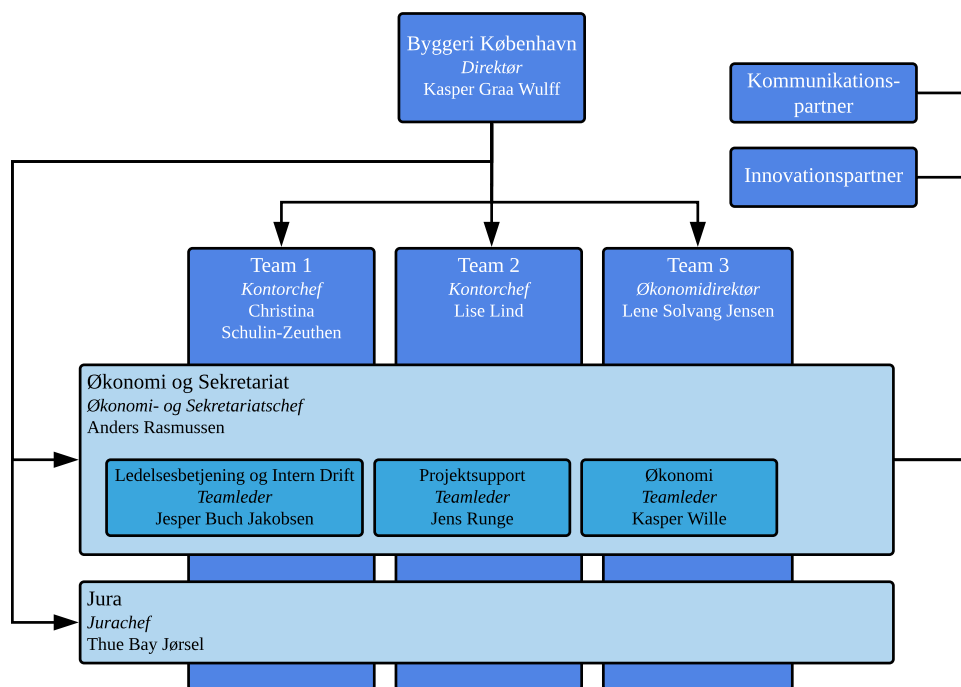 Byggeri København
Direktør
Kasper Graa Wulff
Kommunikations-
partner
Innovationspartner
Team 1
Kontorchef
Christina
Schulin-Zeuthen
Team 2
Kontorchef
Lise Lind
Team 3
Økonomidirektør
Lene Solvang Jensen
Økonomi og Sekretariat
Økonomi- og Sekretariatschef
Anders Rasmussen
Ledelsesbetjening og Intern Drift
Teamleder
Jesper Buch Jakobsen
Projektsupport
Teamleder
Jens Runge
Økonomi
Teamleder
Kasper Wille
Jura
Jurachef
Thue Bay Jørsel